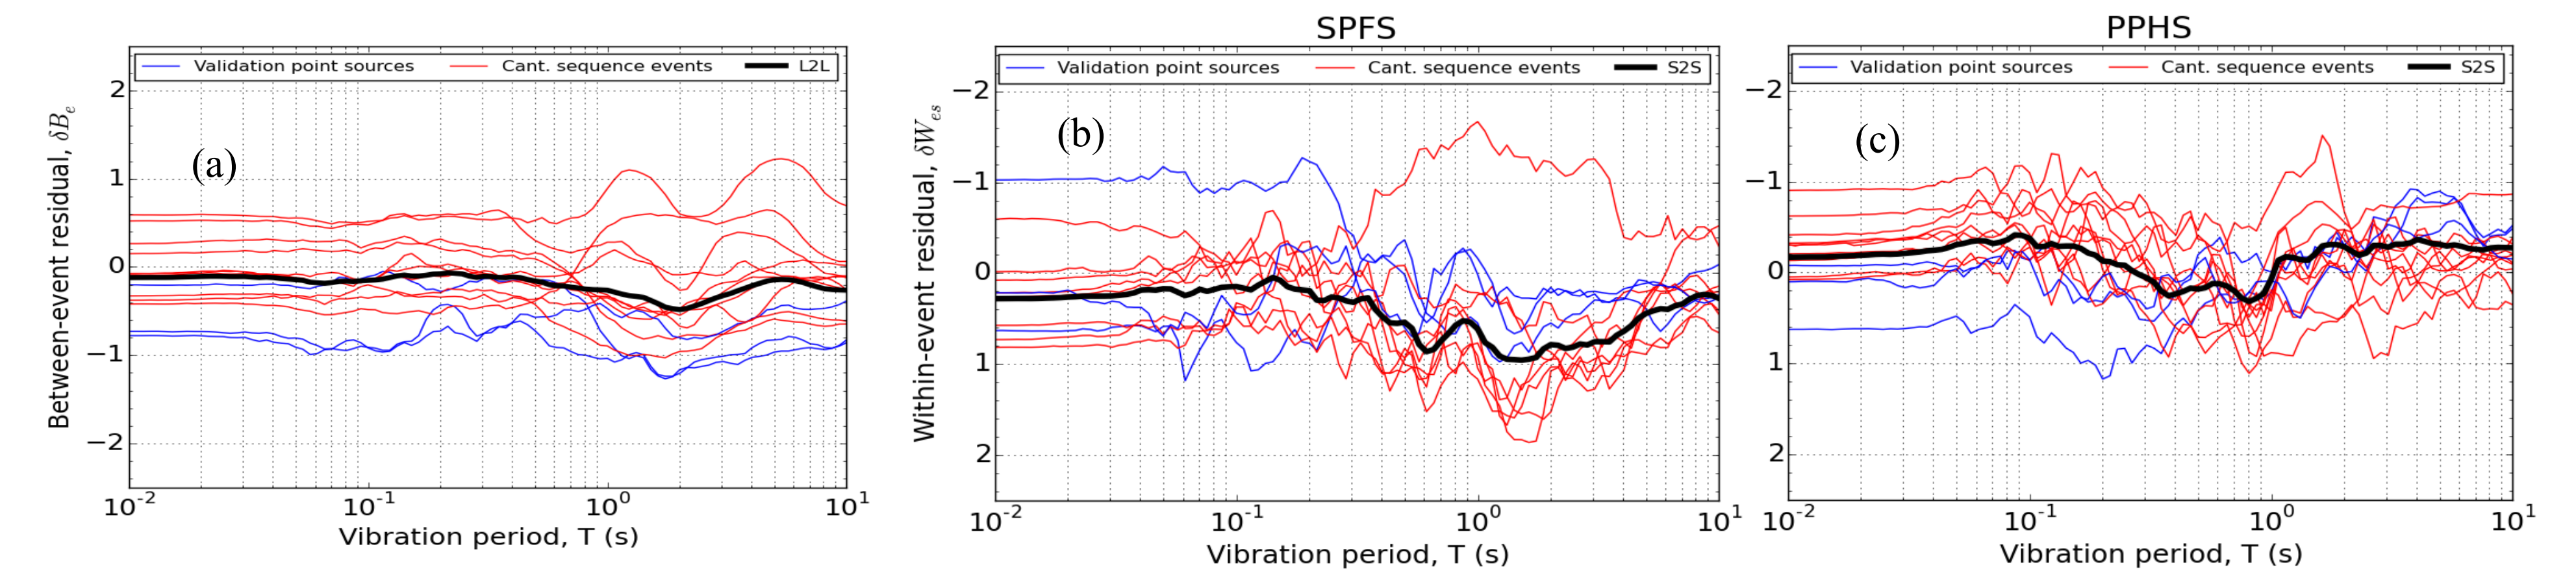 SPFS
PPHS
Validation point sources Cant. sequence events L2L
Validation point sources Cant. sequence events S2S
Validation point sources Cant. sequence events S2S
(a)
(b)
(c)
Between-event residual, δB_e
2
1
0
−1
−2
10^-2 10^-1 10^0 10^1
Vibration period, T (s)
Within-event residual, δW_es
−2
−1
0
1
2
10^-2 10^-1 10^0 10^1
Vibration period, T (s)
−2
−1
0
1
2
10^-2 10^-1 10^0 10^1
Vibration period, T (s)